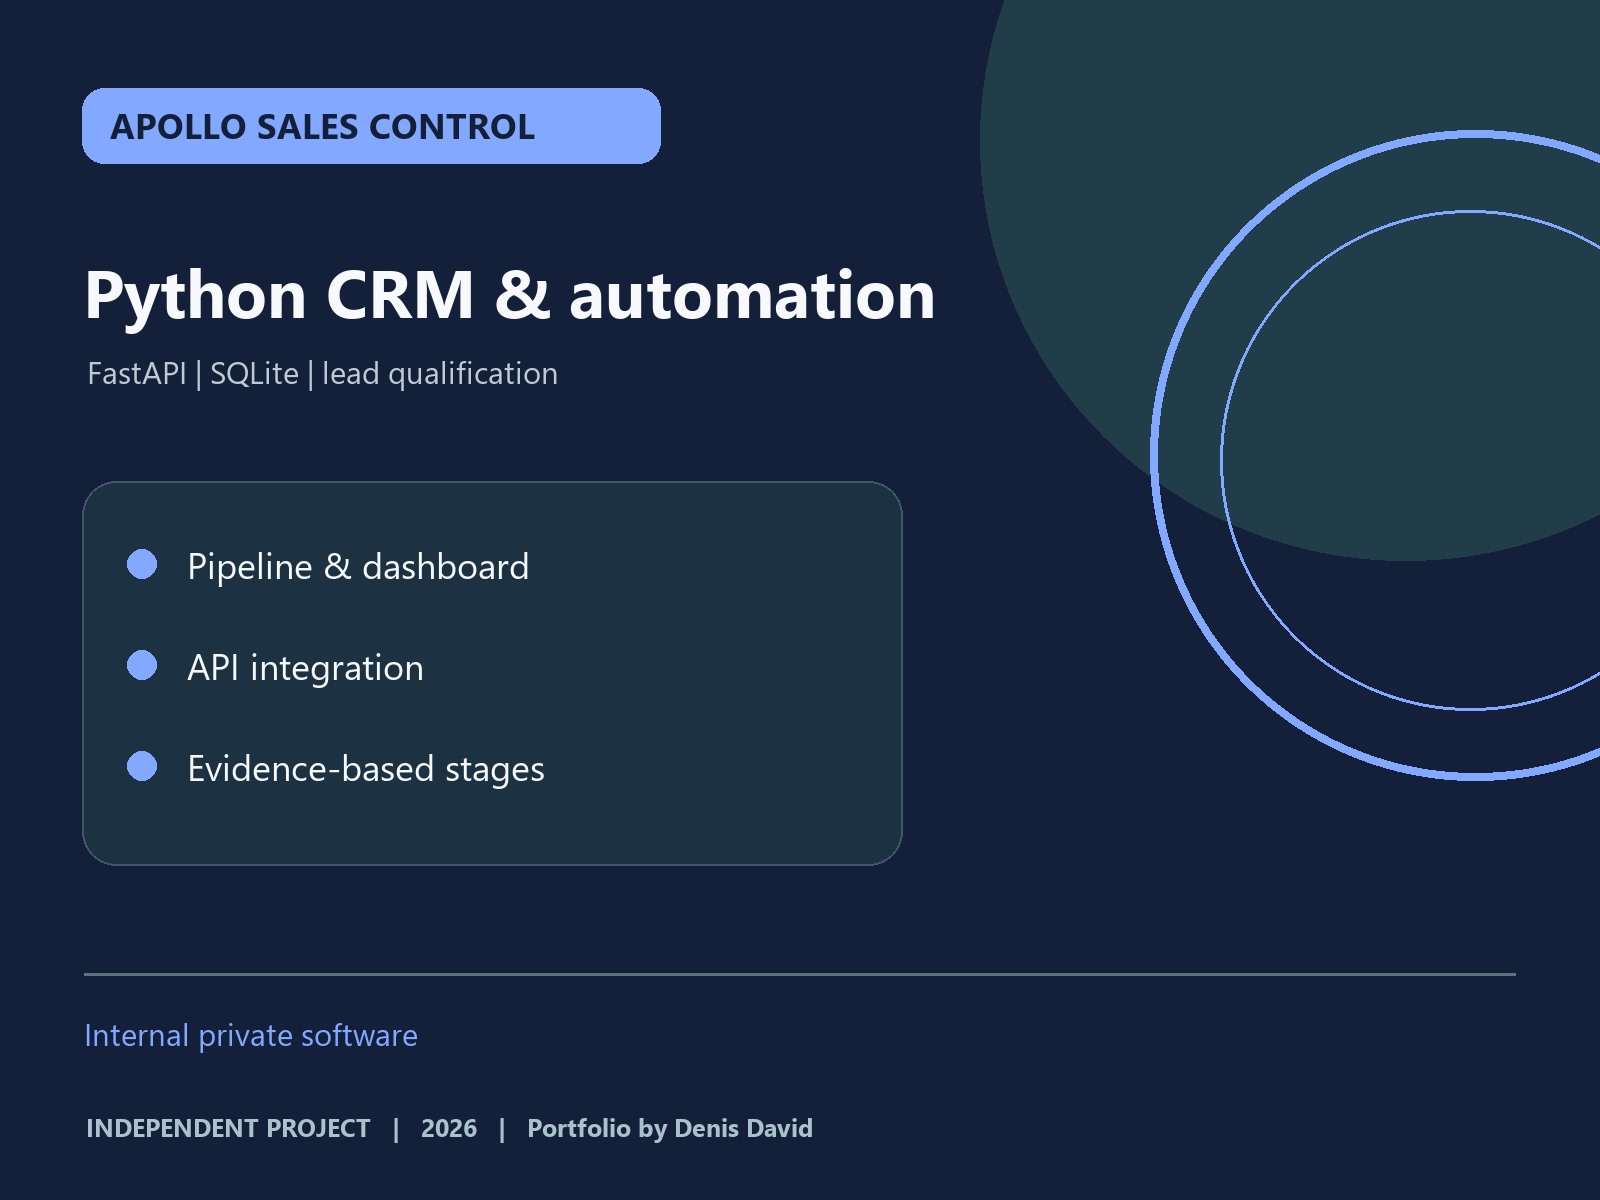 APOLLO SALES CONTROL
Python CRM & automation
FastAPI | SQLite | lead qualification
Pipeline & dashboard
API integration
Evidence-based stages
Internal private software
INDEPENDENT PROJECT | 2026 | Portfolio by Denis David